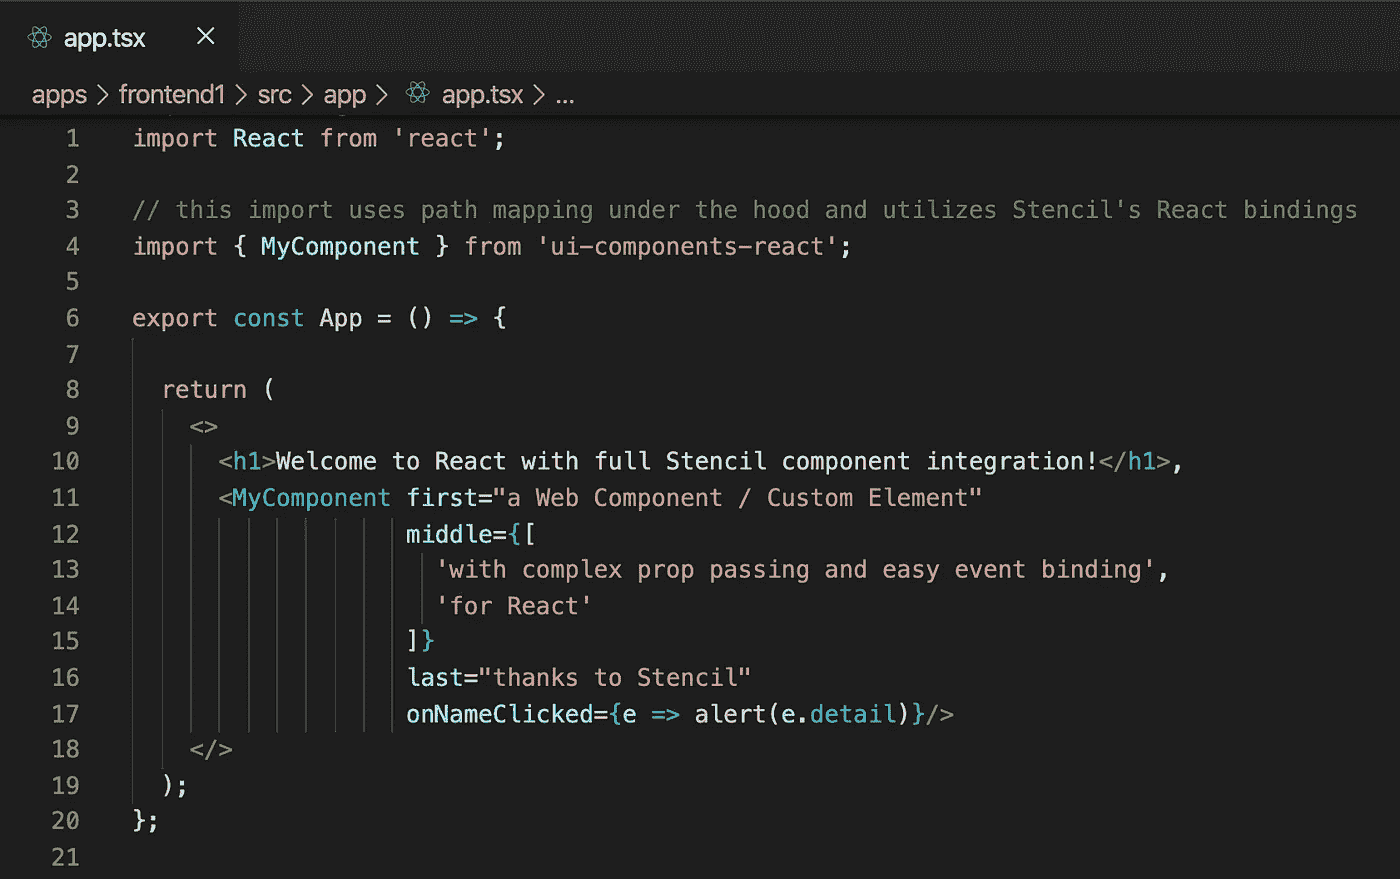 app.tsx ×
apps > frontend1 > src > app > app.tsx > ...
1 import React from 'react';
2
3 // this import uses path mapping under the hood and utilizes Stencil's React bindings
4 import { MyComponent } from 'ui-components-react';
5
6 export const App = () => {
7
8 return (
9 <>
10 <h1>Welcome to React with full Stencil component integration!</h1>,
11 <MyComponent first="a Web Component / Custom Element"
12 middle={[
13 'with complex prop passing and easy event binding',
14 'for React'
15 ]}
16 last="thanks to Stencil"
17 onNameClicked={e => alert(e.detail)}/>
18 </>
19 );
20 };
21